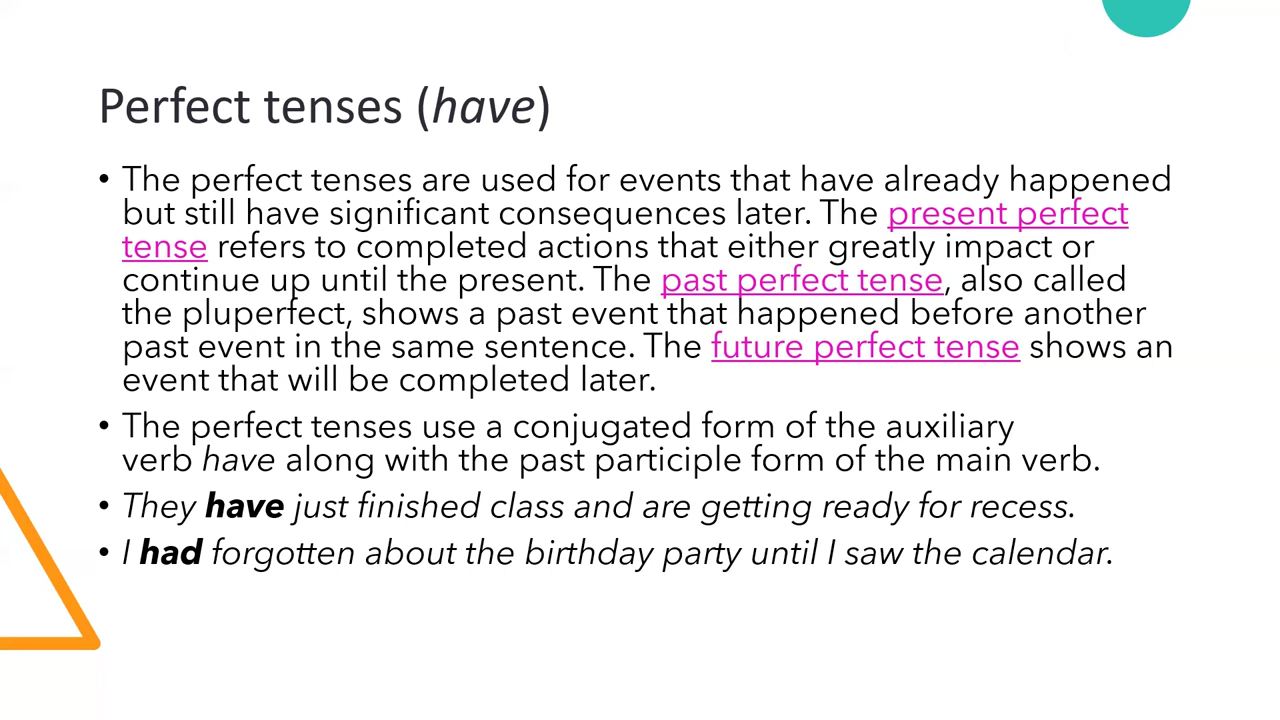 Perfect tenses (have)
• The perfect tenses are used for events that have already happened
but still have significant consequences later. The present perfect
tense refers to completed actions that either greatly impact or
continue up until the present. The past perfect tense, also called
the pluperfect, shows a past event that happened before another
past event in the same sentence. The future perfect tense shows an
event that will be completed later.
• The perfect tenses use a conjugated form of the auxiliary
verb have along with the past participle form of the main verb.
• They have just finished class and are getting ready for recess.
• I had forgotten about the birthday party until I saw the calendar.